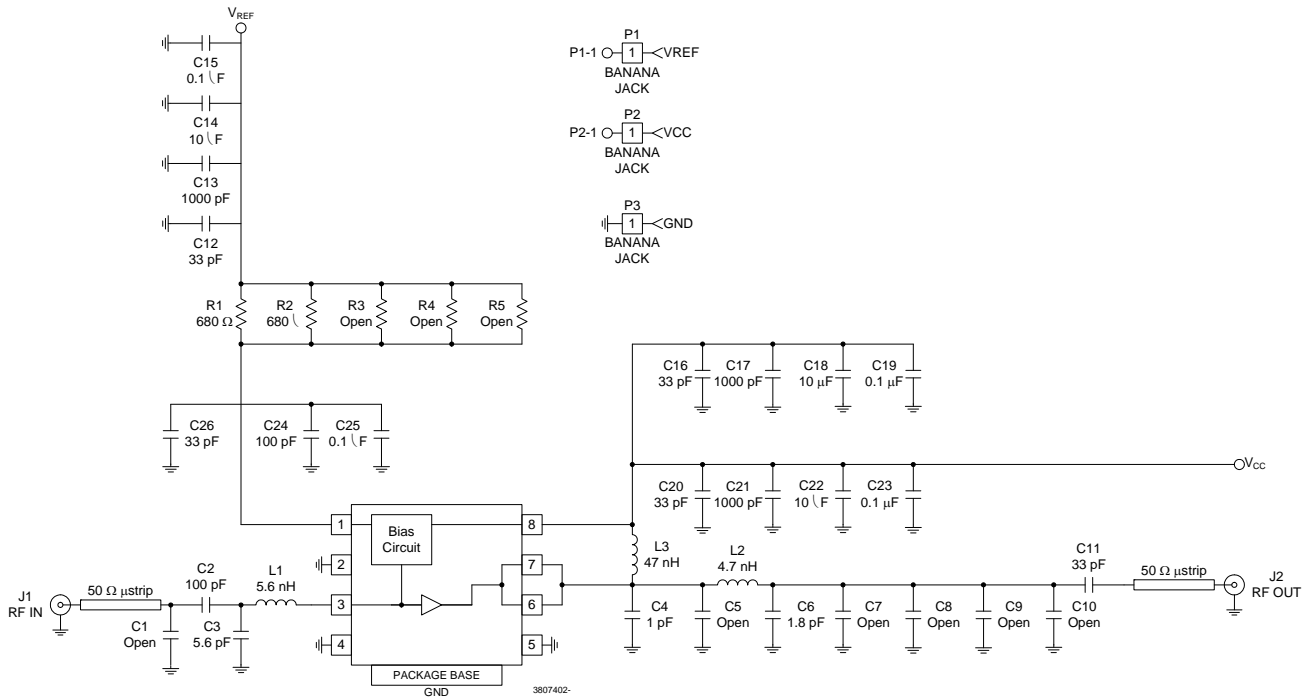 VREF
C15
0.1 \F
C14
10 \F
C13
1000 pF
C12
33 pF
P1
P1-1 1 VREF
BANANA
JACK
P2
P2-1 1 VCC
BANANA
JACK
P3
1 GND
BANANA
JACK
R1
680 Ω
R2
680 \
R3
Open
R4
Open
R5
Open
C16
33 pF
C17
1000 pF
C18
10 µF
C19
0.1 µF
C26
33 pF
C24
100 pF
C25
0.1 \F
VCC
C20
33 pF
C21
1000 pF
C22
10 \F
C23
0.1 µF
1
8
Bias
Circuit
2
7
3
6
4
5
PACKAGE BASE
GND
3807402-
J1
RF IN
50 Ω µstrip
C1
Open
C2
100 pF
C3
5.6 pF
L1
5.6 nH
L3
47 nH
L2
4.7 nH
C4
1 pF
C5
Open
C6
1.8 pF
C7
Open
C8
Open
C9
Open
C10
Open
C11
33 pF
50 Ω µstrip
J2
RF OUT